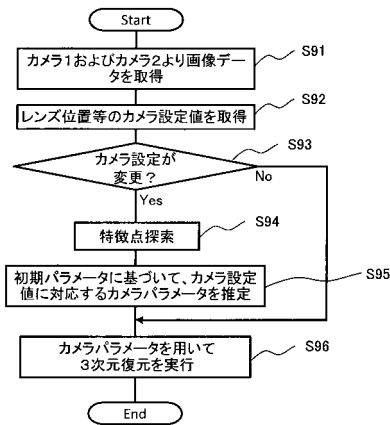 Start
カメラ1およびカメラ2より画像デー
タを取得
S91
レンズ位置等のカメラ設定値を取得
S92
カメラ設定が
変更？
S93
No
Yes
特徴点探索
S94
初期パラメータに基づいて、カメラ設定
値に対応するカメラパラメータを推定
S95
カメラパラメータを用いて
3次元復元を実行
S96
End